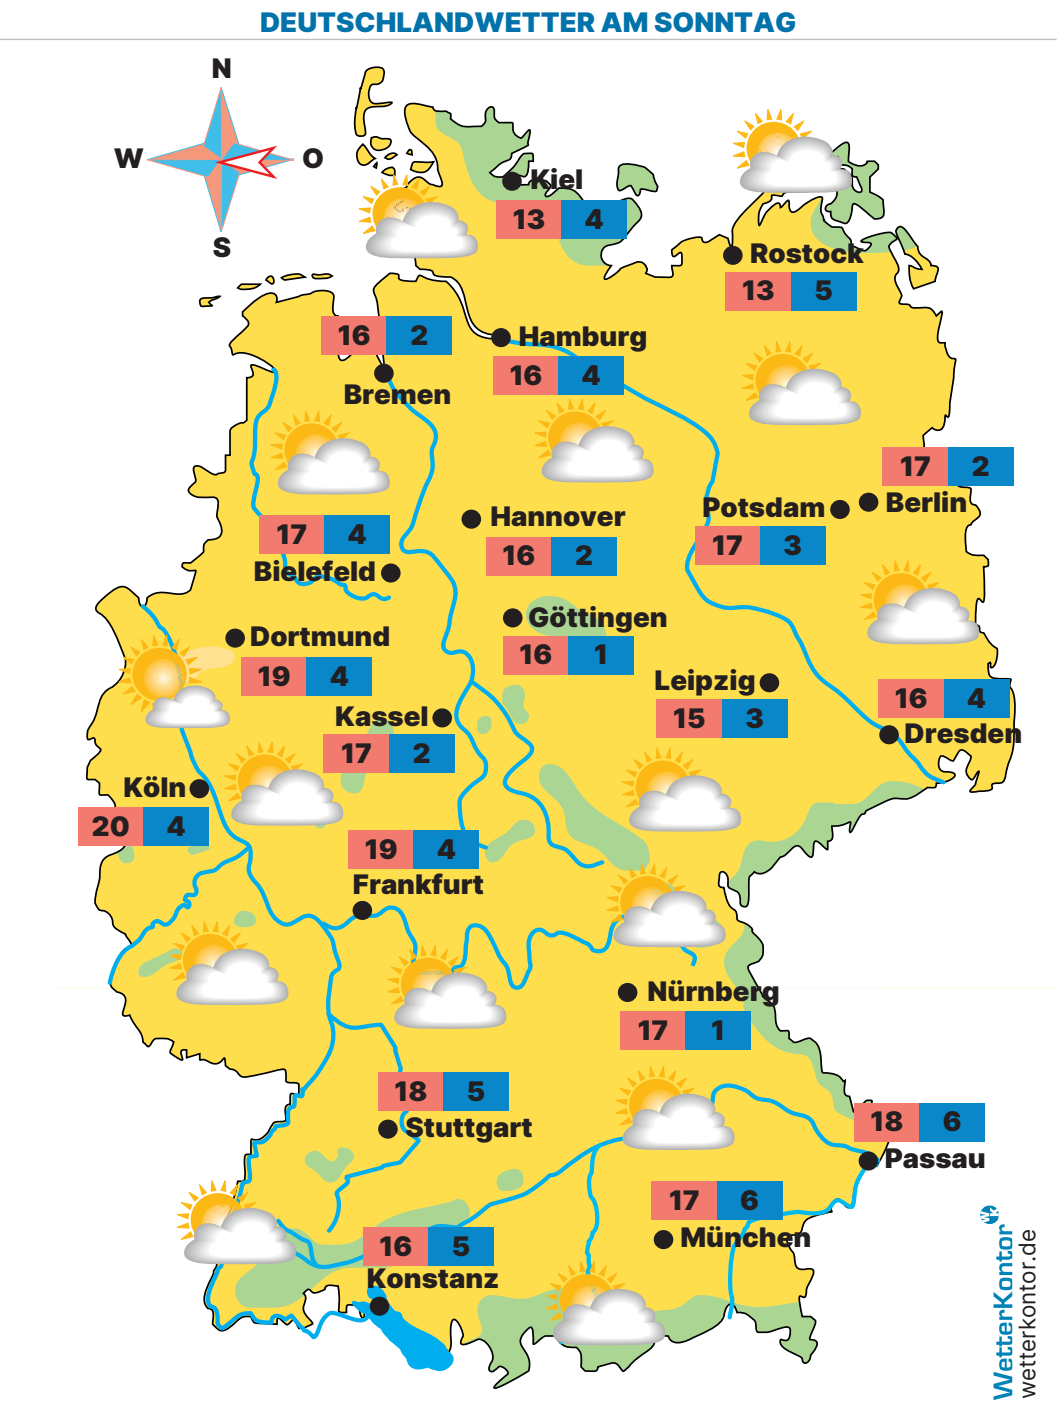 DEUTSCHLANDWETTER AM SONNTAG
N
W
O
S
Kiel
13 4
Rostock
13 5
16 2
Bremen
Hamburg
16 4
17 2
Berlin
Potsdam
17 3
Hannover
16 2
17 4
Bielefeld
Göttingen
16 1
Dortmund
19 4
Leipzig
15 3
16 4
Dresden
Kassel
17 2
Köln
20 4
19 4
Frankfurt
Nürnberg
17 1
18 5
Stuttgart
18 6
Passau
17 6
München
16 5
Konstanz
WetterKontor
wetterkontor.de